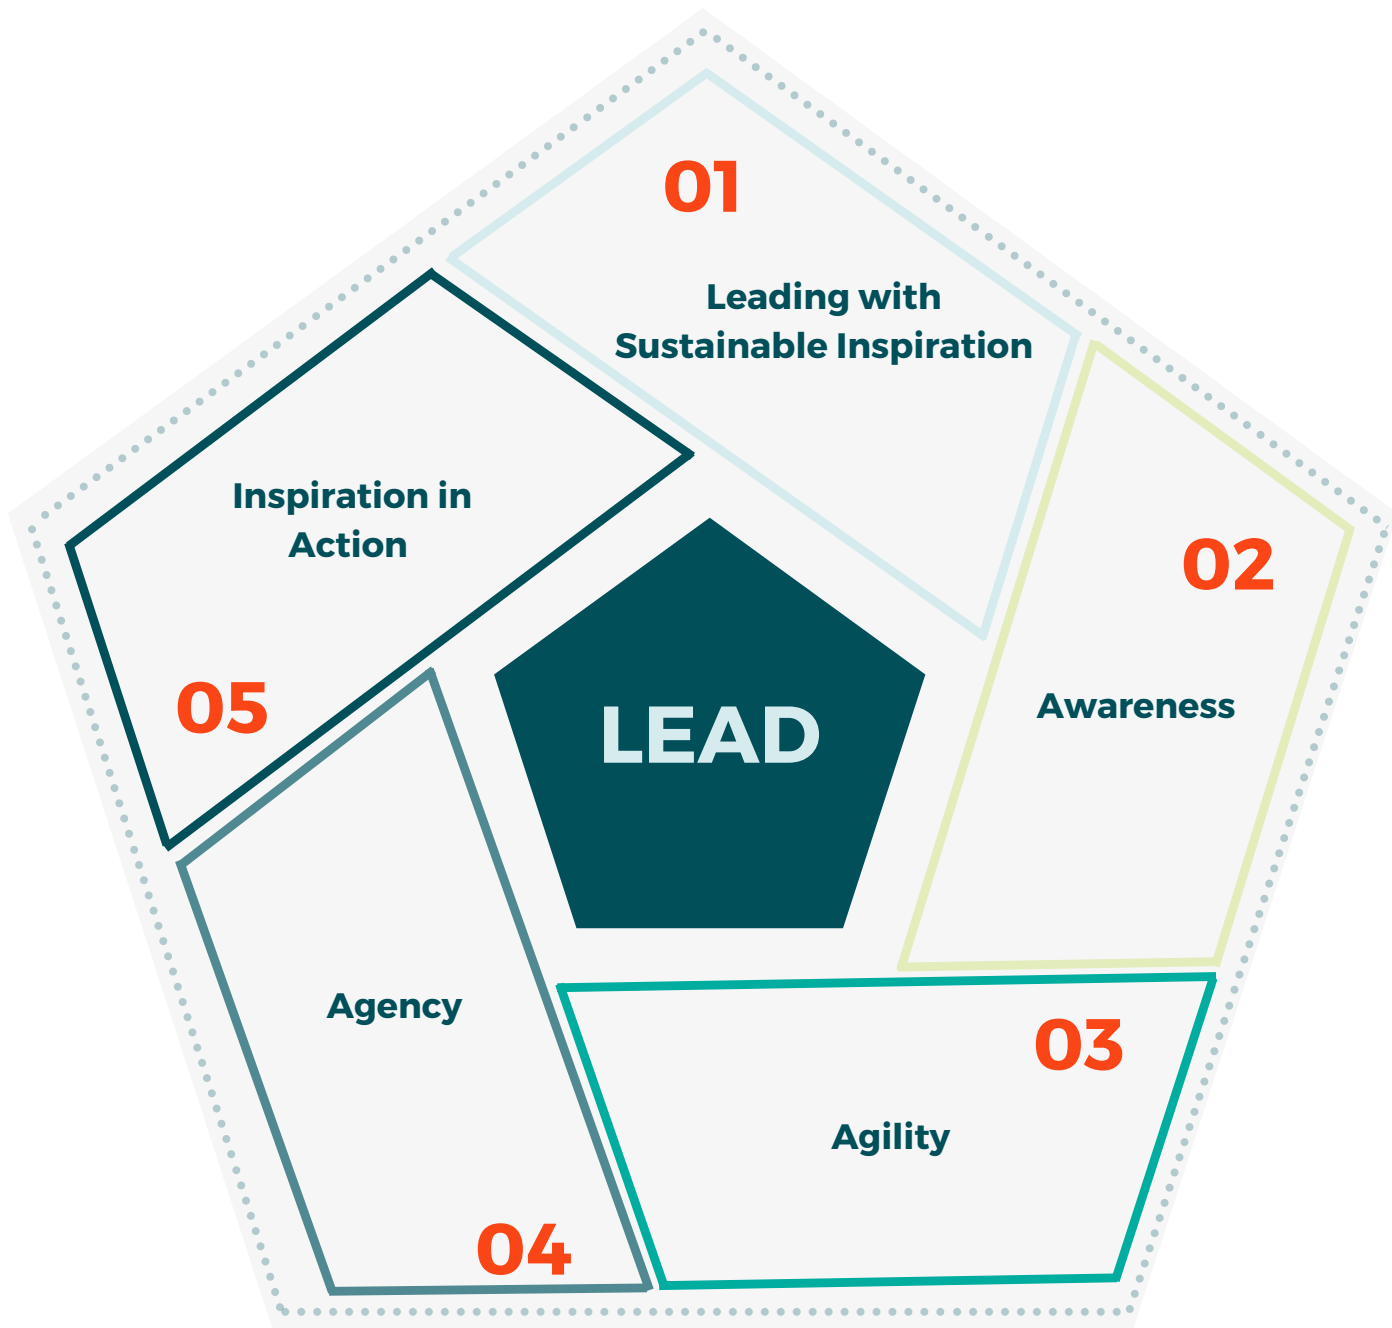 01
Leading with
Sustainable Inspiration
02
Awareness
03
Agility
04
Agency
05
Inspiration in
Action
LEAD